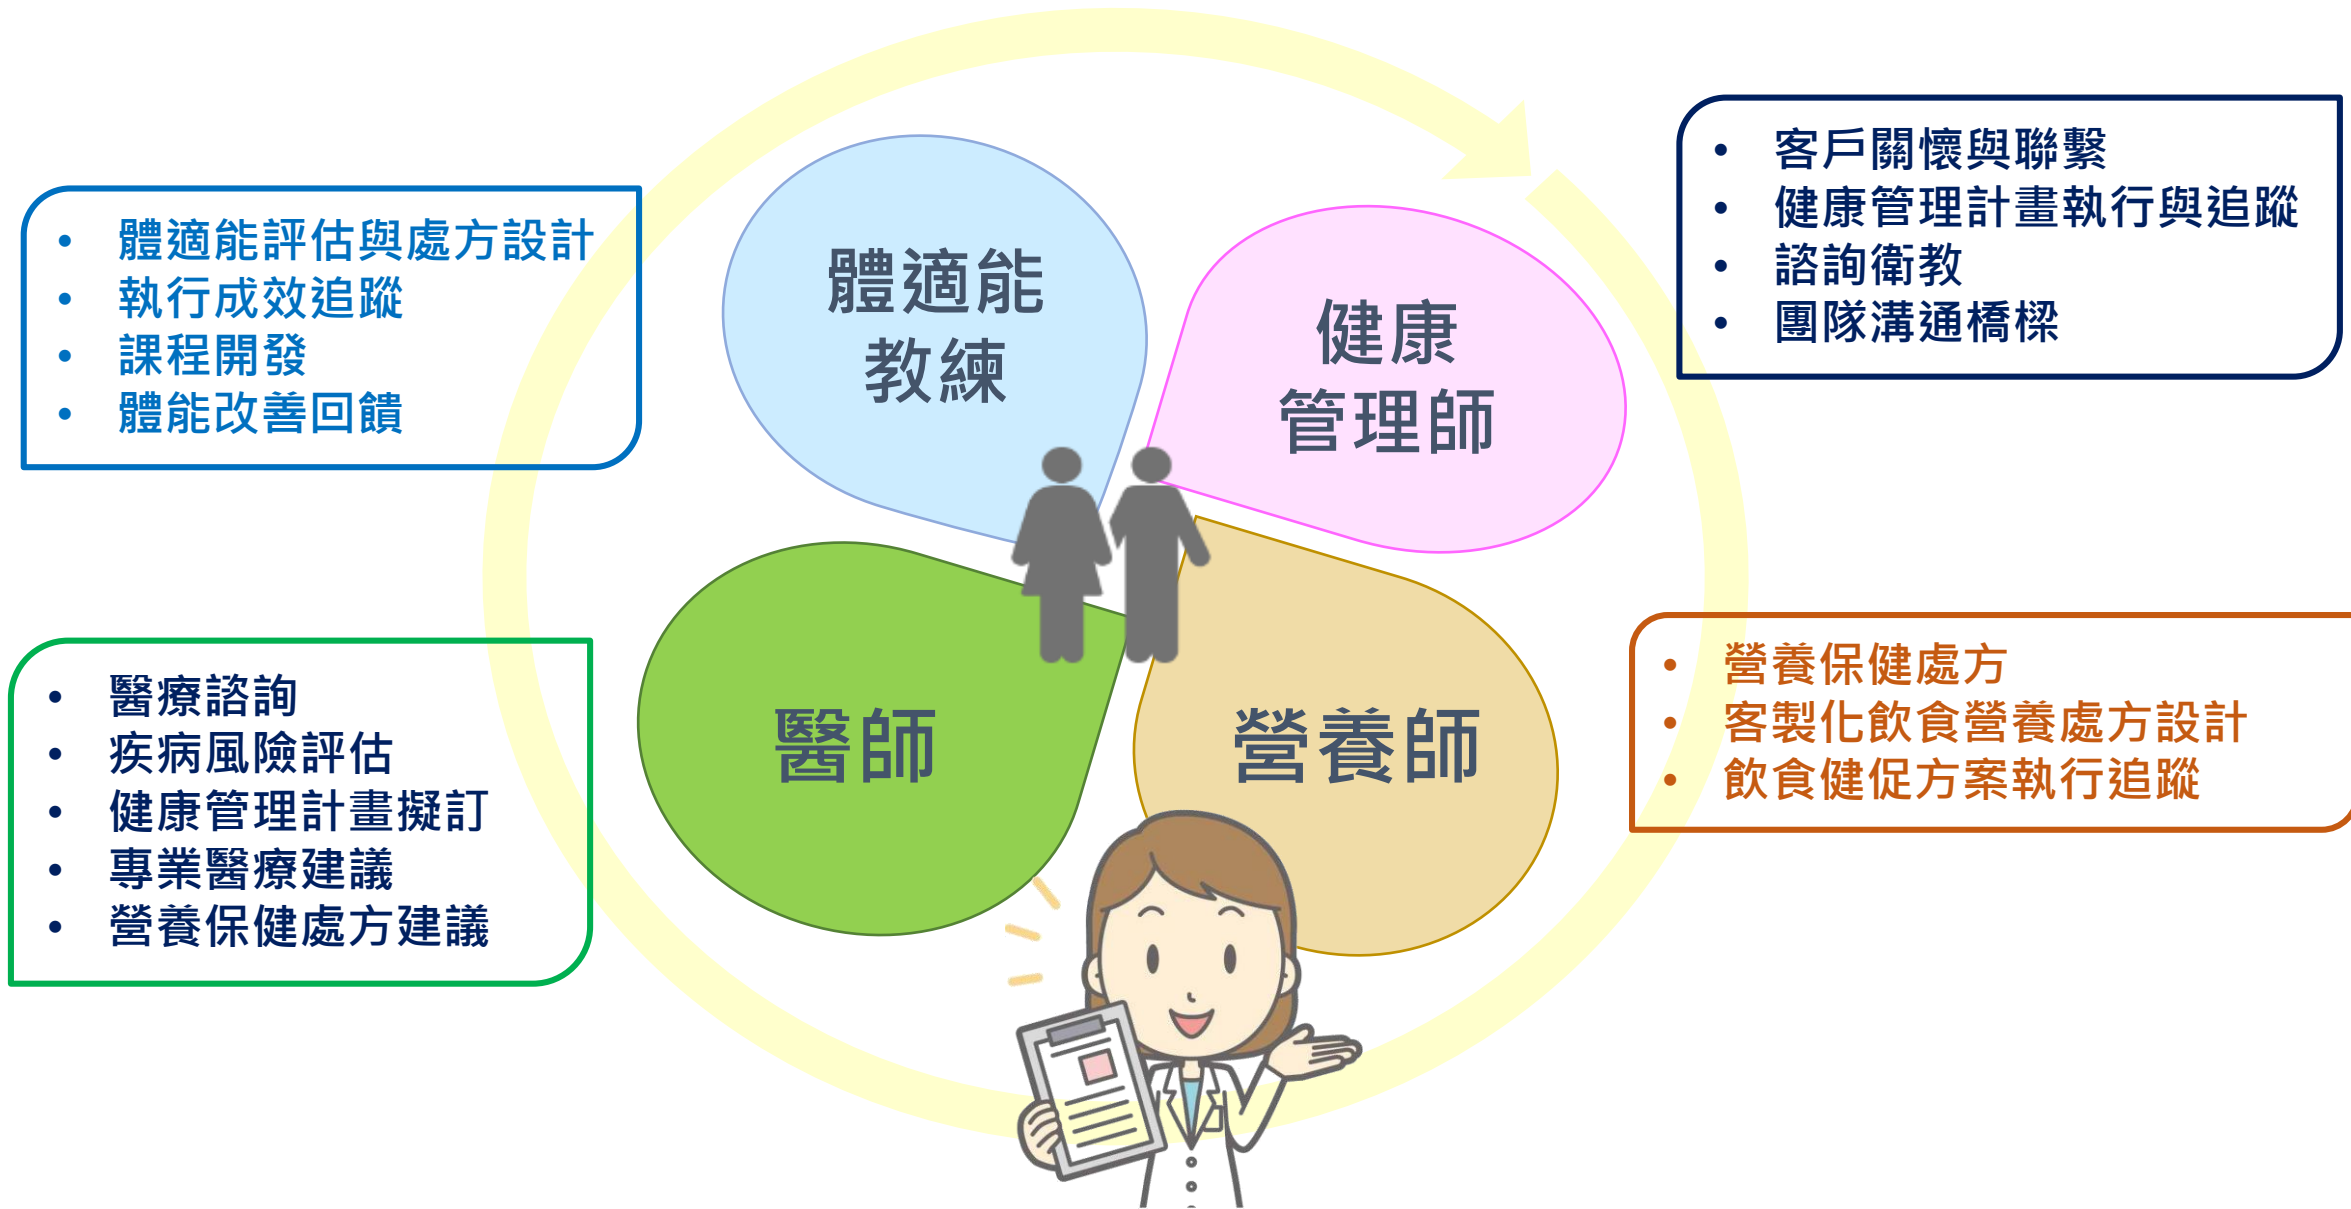 體適能
教練
健康
管理師
醫師
營養師
• 體適能評估與處方設計
• 執行成效追蹤
• 課程開發
• 體能改善回饋
• 客戶關懷與聯繫
• 健康管理計畫執行與追蹤
• 諮詢衛教
• 團隊溝通橋樑
• 醫療諮詢
• 疾病風險評估
• 健康管理計畫擬訂
• 專業醫療建議
• 營養保健處方建議
• 營養保健處方
• 客製化飲食營養處方設計
• 飲食健促方案執行追蹤